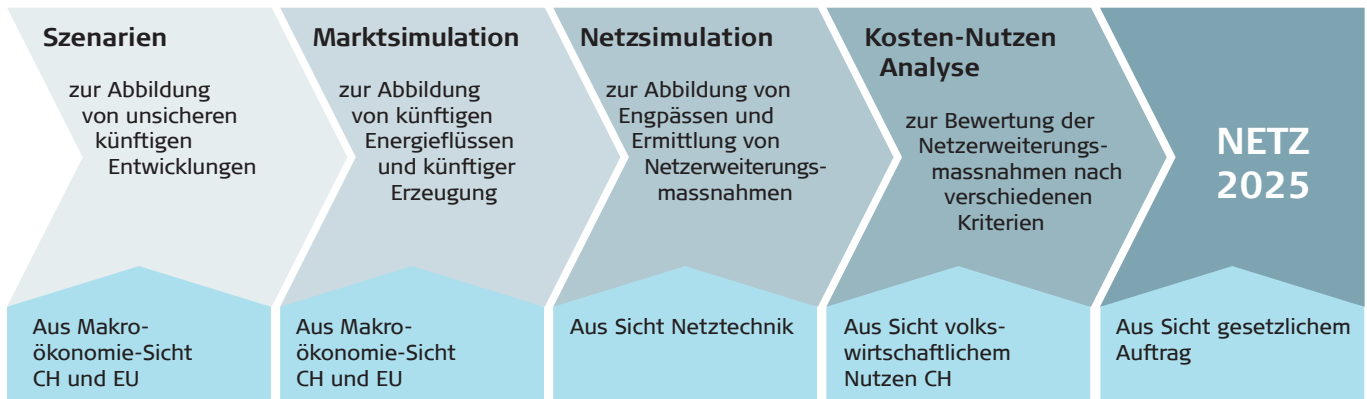 Szenarien
zur Abbildung
von unsicheren
künftigen
Entwicklungen
Marktsimulation
zur Abbildung
von künftigen
Energieflüssen
und künftiger
Erzeugung
Netzsimulation
zur Abbildung von
Engpässen und
Ermittlung von
Netzerweiterungs-
massnahmen
Kosten-Nutzen
Analyse
zur Bewertung der
Netzerweiterungs-
massnahmen nach
verschiedenen
Kriterien
NETZ
2025
Aus Makro-
ökonomie-Sicht
CH und EU
Aus Makro-
ökonomie-Sicht
CH und EU
Aus Sicht Netztechnik
Aus Sicht volks-
wirtschaftlichem
Nutzen CH
Aus Sicht gesetzlichem
Auftrag